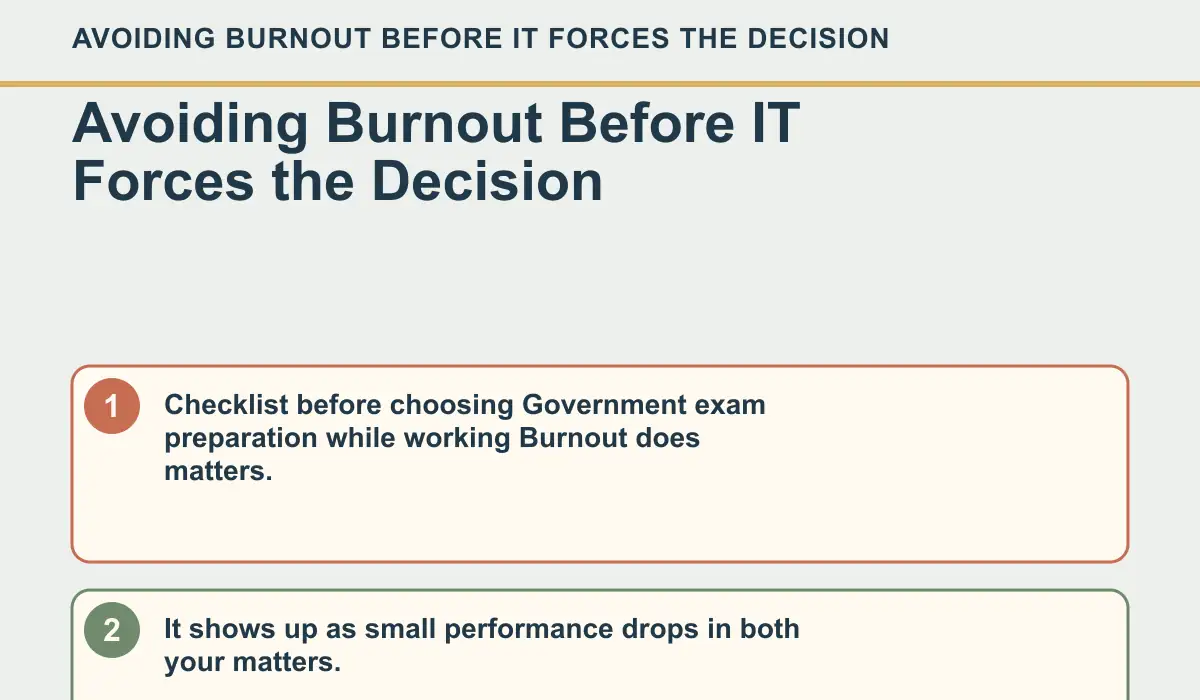 AVOIDING BURNOUT BEFORE IT FORCES THE DECISION
Avoiding Burnout Before IT
Forces the Decision
1
Checklist before choosing Government exam
preparation while working Burnout does
matters.
2
It shows up as small performance drops in both
your matters.